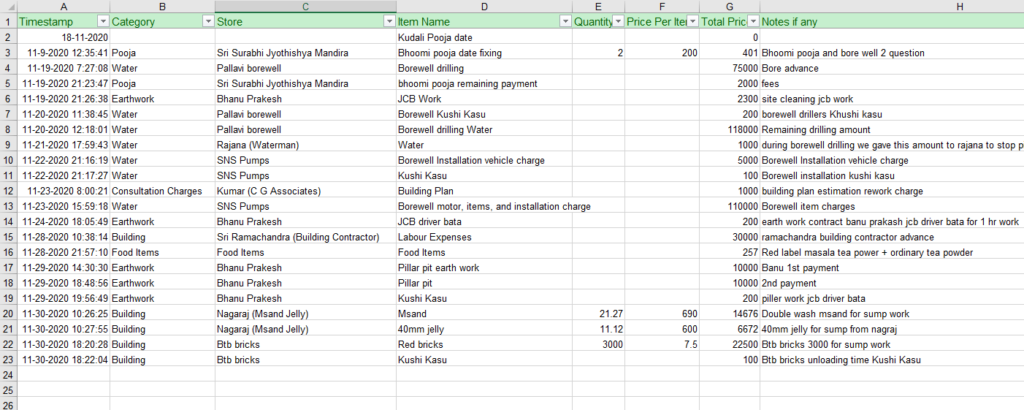 A B C D E F G H
1 Timestamp Category Store Item Name Quantity Price Per Iter Total Pric Notes if any
2 18-11-2020 Kudali Pooja date 0
3 11-9-2020 12:35:41 Pooja Sri Surabhi Jyothishya Mandira Bhoomi pooja date fixing 2 200 401 Bhoomi pooja and bore well 2 question
4 11-19-2020 7:27:08 Water Pallavi borewell Borewell drilling 75000 Bore advance
5 11-19-2020 21:23:47 Pooja Sri Surabhi Jyothishya Mandira bhoomi pooja remaining payment 2000 fees
6 11-19-2020 21:26:38 Earthwork Bhanu Prakesh JCB Work 2300 site cleaning jcb work
7 11-20-2020 11:38:45 Water Pallavi borewell Borewell Kushi Kasu 200 borewell drillers Khushi kasu
8 11-20-2020 12:18:01 Water Pallavi borewell Borewell drilling Water 118000 Remaining drilling amount
9 11-21-2020 17:59:43 Water Rajana (Waterman) Water 1000 during borewell drilling we gave this amount to rajana to stop p
10 11-22-2020 21:16:19 Water SNS Pumps Borewell Installation vehicle charge 5000 Borewell Installation vehicle charge
11 11-22-2020 21:17:27 Water SNS Pumps Kushi Kasu 100 Borewell installation kushi kasu
12 11-23-2020 8:00:21 Consultation Charges Kumar (C G Associates) Building Plan 1000 building plan estimation rework charge
13 11-23-2020 15:59:18 Water SNS Pumps Borewell motor, items, and installation charge 110000 Borewell item charges
14 11-24-2020 18:05:49 Earthwork Bhanu Prakesh JCB driver bata 200 earth work contract banu prakash jcb driver bata for 1 hr work
15 11-28-2020 10:38:14 Building Sri Ramachandra (Building Contractor) Labour Expenses 30000 ramachandra building contractor advance
16 11-28-2020 21:57:10 Food Items Food Items Food Items 257 Red label masala tea power + ordinary tea powder
17 11-29-2020 14:30:30 Earthwork Bhanu Prakesh Pillar pit earth work 10000 Banu 1st payment
18 11-29-2020 18:48:56 Earthwork Bhanu Prakesh Pillar pit 10000 2nd payment
19 11-29-2020 19:56:49 Earthwork Bhanu Prakesh Kushi Kasu 200 piller work jcb driver bata
20 11-30-2020 10:26:25 Building Nagaraj (Msand Jelly) Msand 21.27 690 14676 Double wash msand for sump work
21 11-30-2020 10:27:55 Building Nagaraj (Msand Jelly) 40mm jelly 11.12 600 6672 40mm jelly for sump from nagraj
22 11-30-2020 18:20:28 Building Btb bricks Red bricks 3000 7.5 22500 Btb bricks 3000 for sump work
23 11-30-2020 18:22:04 Building Btb bricks Kushi Kasu 100 Btb bricks unloading time Kushi Kasu
24
25
26